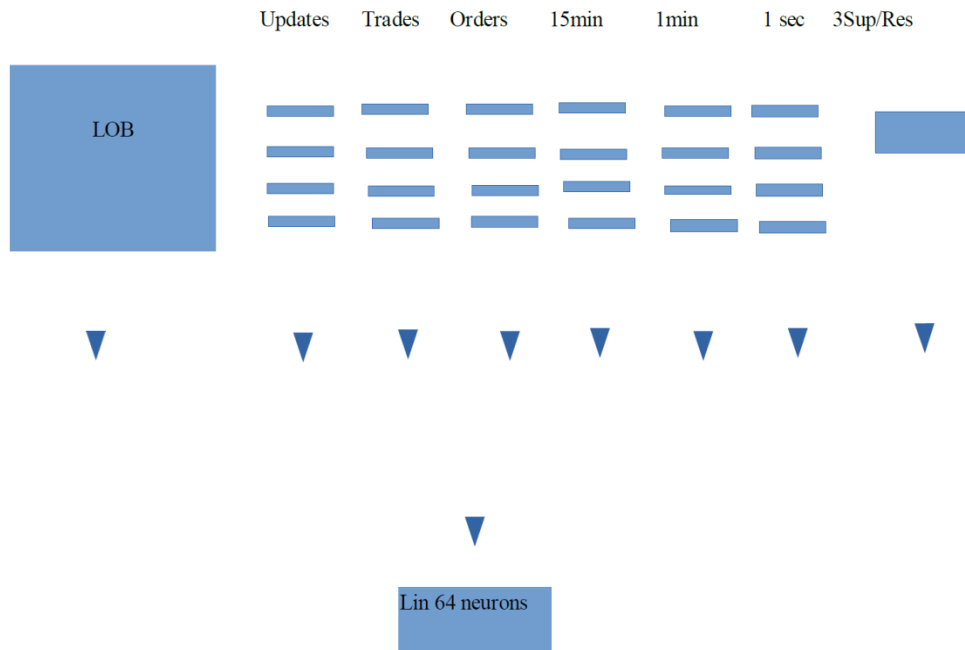 Updates Trades Orders 15min 1min 1 sec 3Sup/Res
LOB
Lin 64 neurons